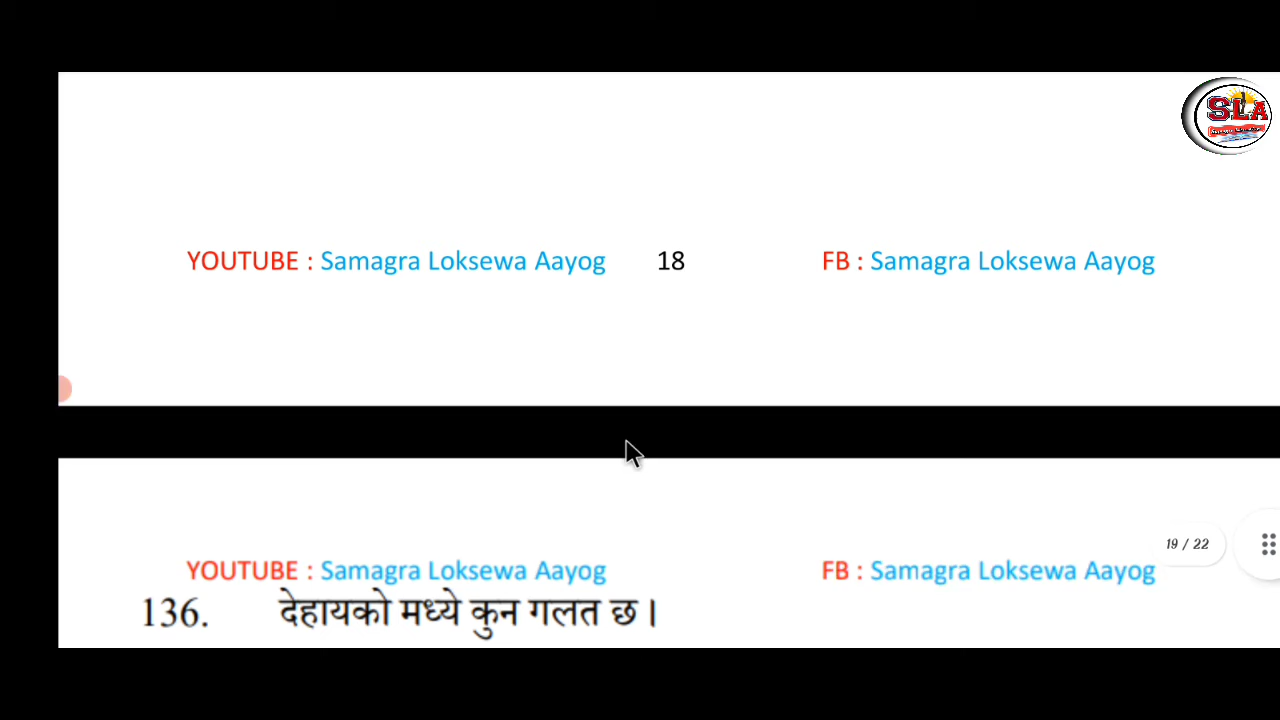 SLA
YOUTUBE : Samagra Loksewa Aayog 18 FB : Samagra Loksewa Aayog
19 / 22
YOUTUBE : Samagra Loksewa Aayog FB : Samagra Loksewa Aayog
136. देहायको मध्ये कुन गलत छ ।